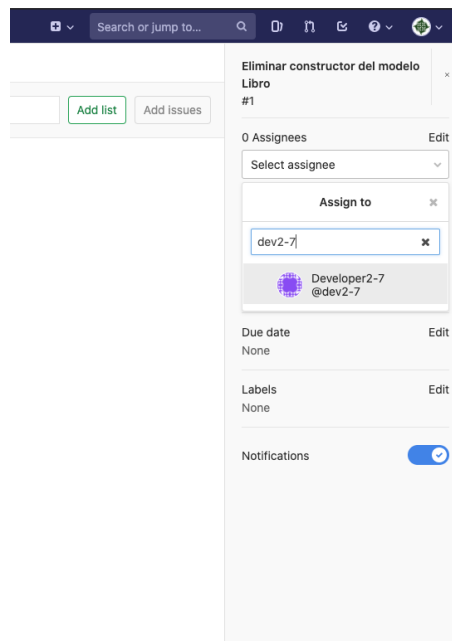 Search or jump to...
Eliminar constructor del modelo
Libro
#1
Add list
Add issues
0 Assignees
Edit
Select assignee
Assign to
dev2-7
Developer2-7
@dev2-7
Due date
Edit
None
Labels
Edit
None
Notifications